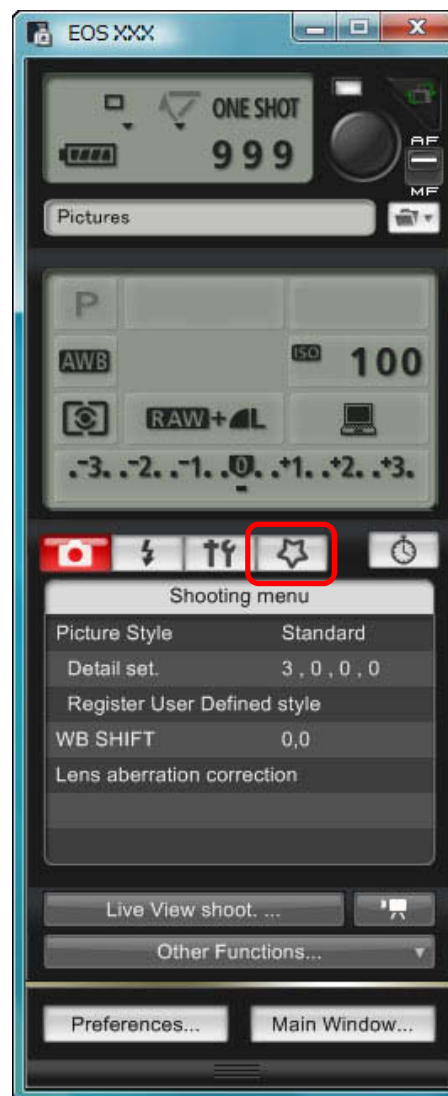 EOS XXX
ONE SHOT
999
AF
MF
Pictures
P
AWB
ISO 100
RAW+L
.-3. .-2. .-1. .0. .+1. .+2. .+3.
Shooting menu
Picture Style Standard
Detail set. 3 , 0 , 0 , 0
Register User Defined style
WB SHIFT 0,0
Lens aberration correction
Live View shoot. ...
Other Functions...
Preferences... Main Window...